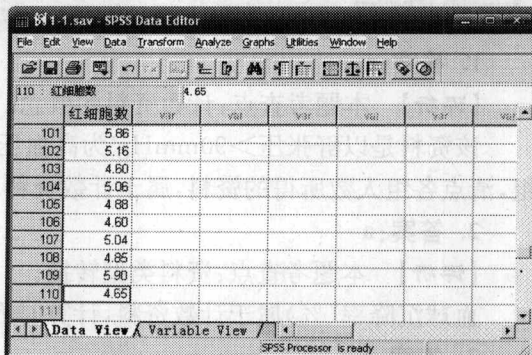 1-1.sav - SPSS Data Editor
File Edit View Data Transform Analyze Graphs Utilities Window Help
110 : 红细胞数 4.65
红细胞数 var var var var var var
101 5.86
102 5.16
103 4.60
104 5.06
105 4.88
106 4.60
107 5.04
108 4.85
109 5.90
110 4.65
111
Data View Variable View
SPSS Processor is ready